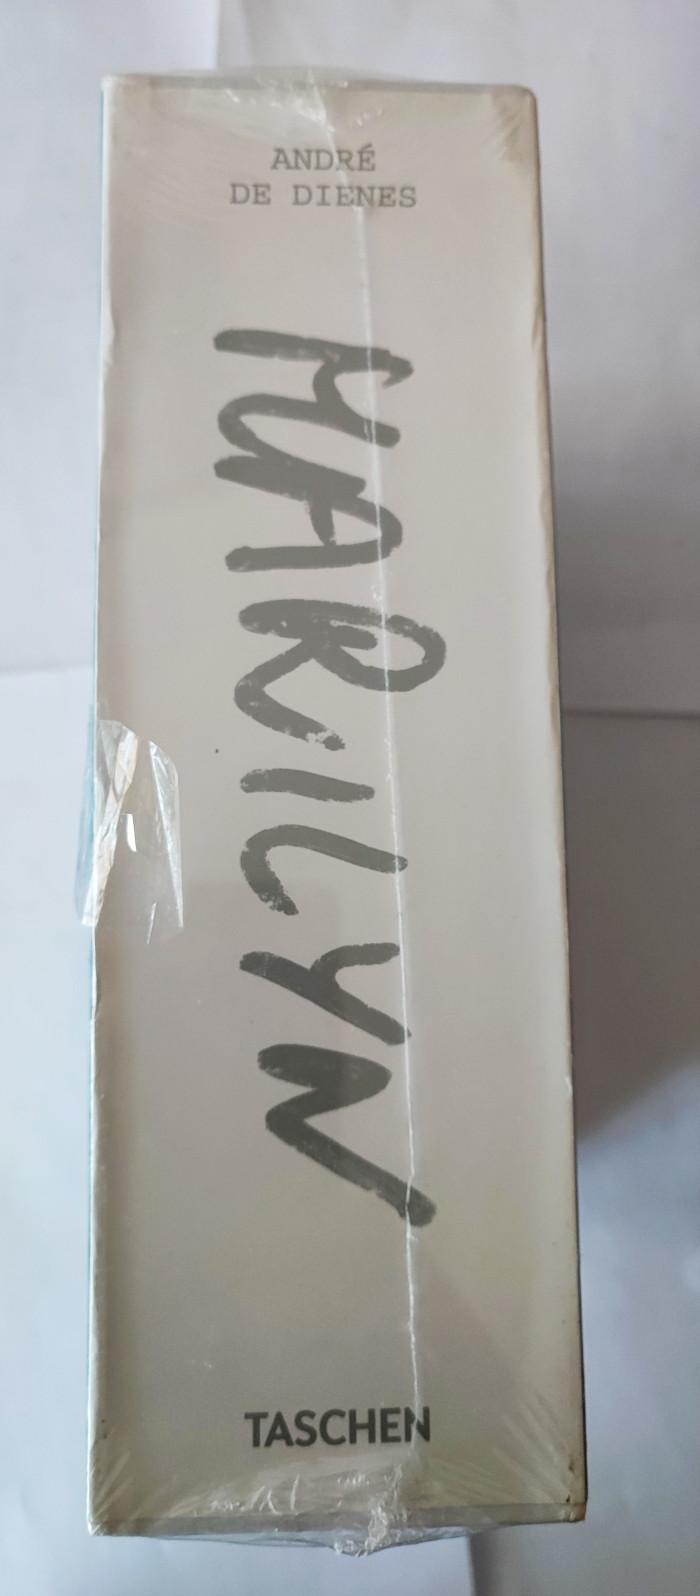 ANDRÉ
DE DIENES
MARILYN
TASCHEN